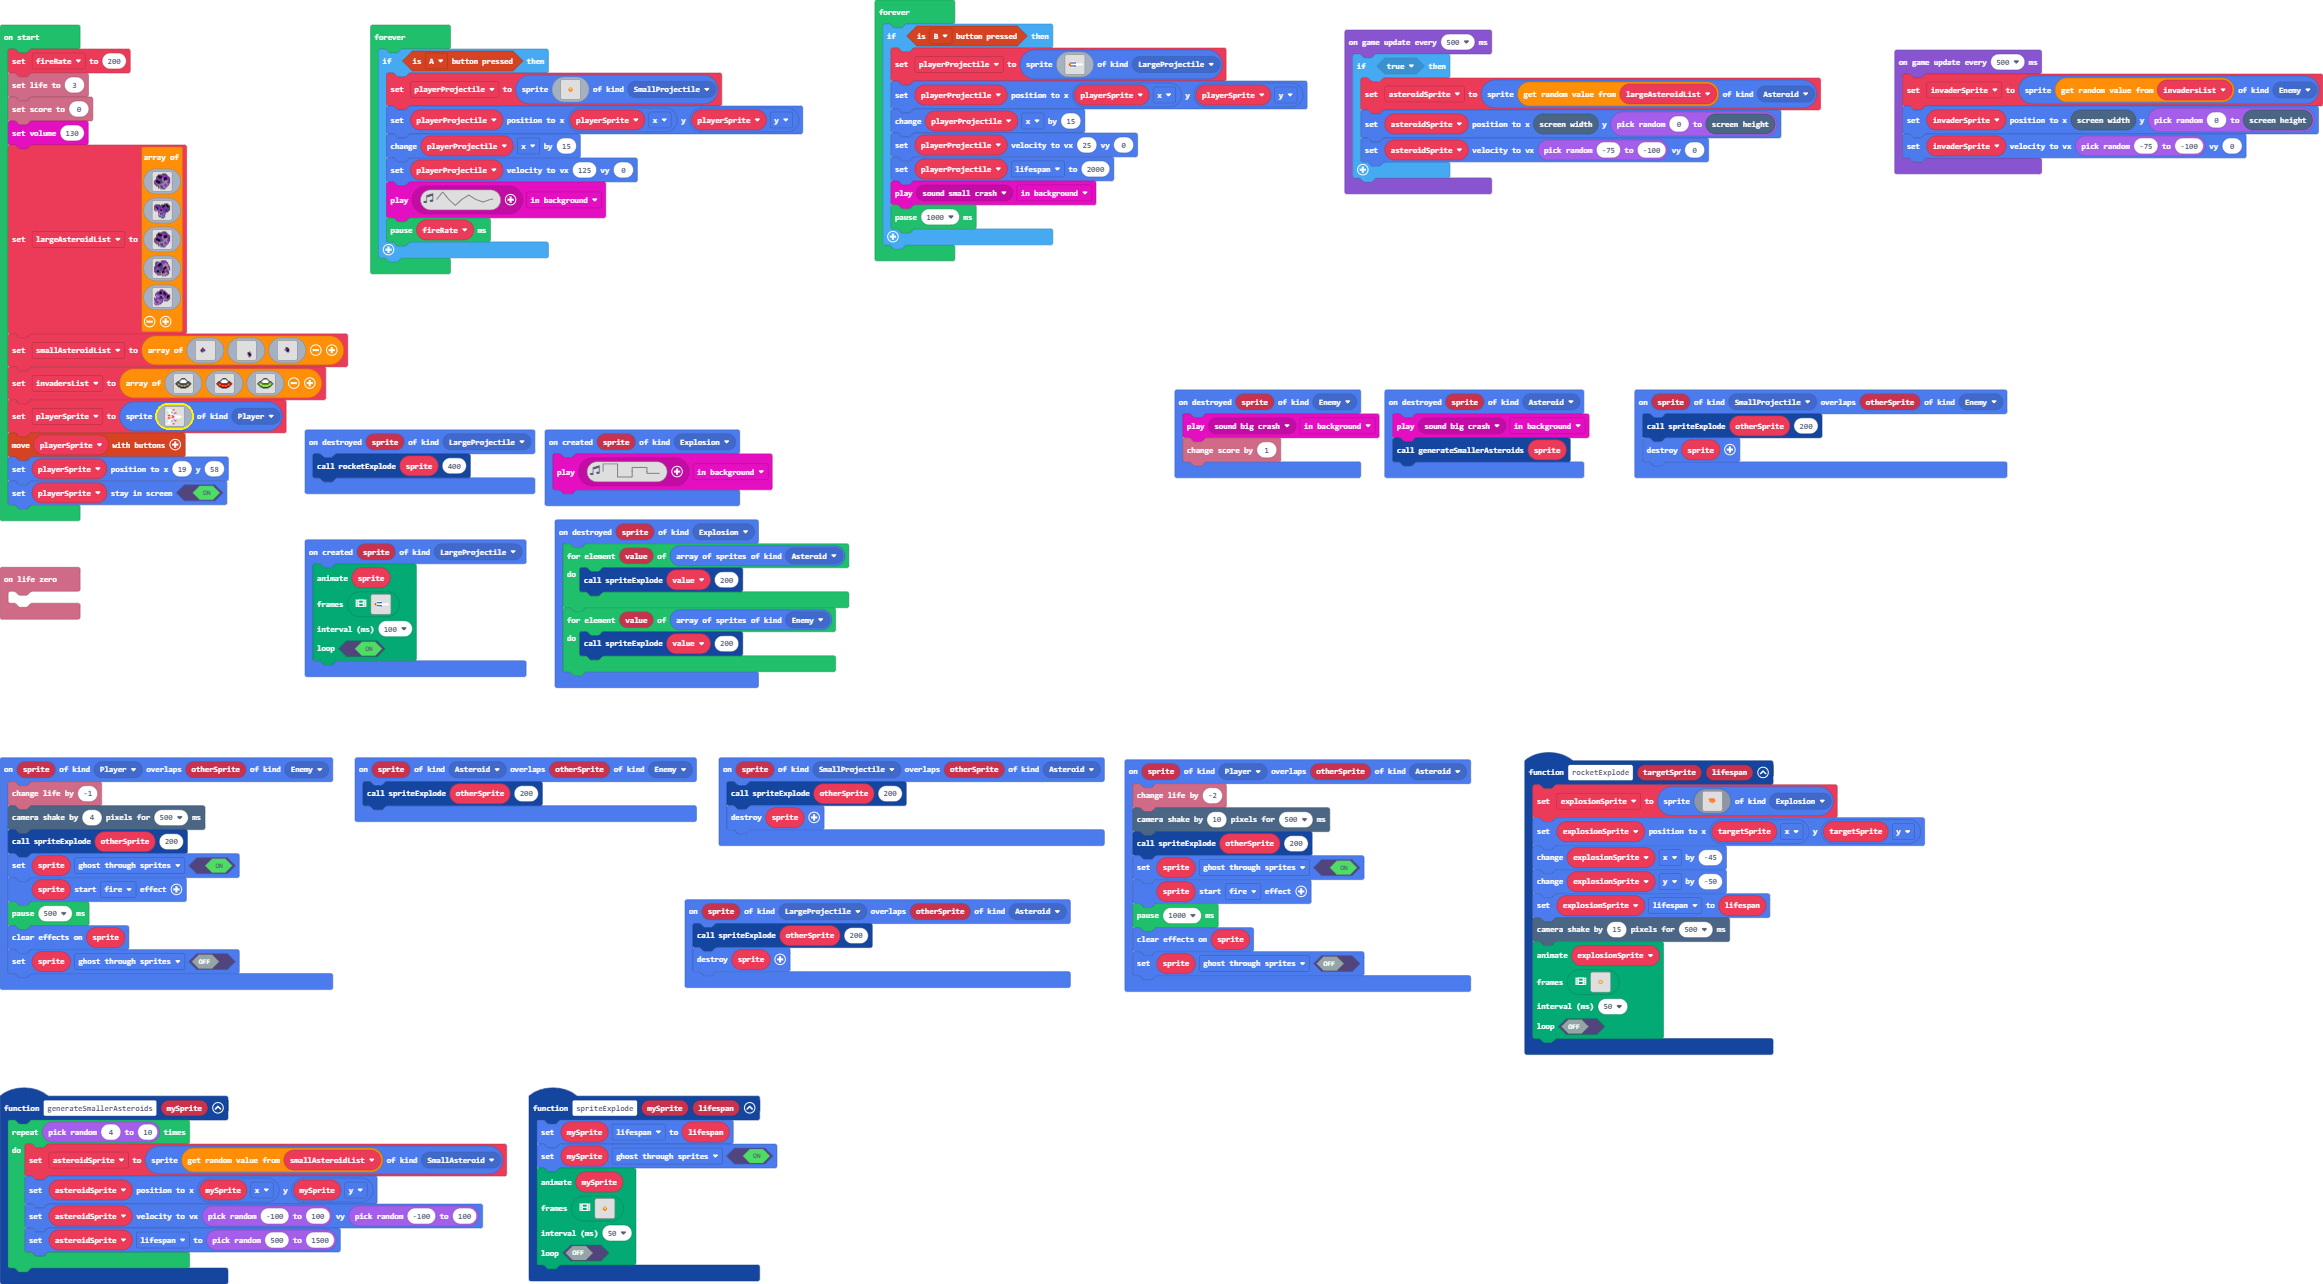 on start
set fireRate to 200
set life to 3
set score to 0
set volume 130
set largeAsteroidList to array of
set smallAsteroidList to array of
set invadersList to array of
set playerSprite to sprite of kind Player
move playerSprite with buttons
set playerSprite position to x 19 y 58
set playerSprite stay in screen ON
on life zero
forever
if is A button pressed then
set playerProjectile to sprite of kind SmallProjectile
set playerProjectile position to x playerSprite x y playerSprite y
change playerProjectile x by 15
set playerProjectile velocity to vx 125 vy 0
play in background
pause fireRate ms
forever
if is B button pressed then
set playerProjectile to sprite of kind LargeProjectile
set playerProjectile position to x playerSprite x y playerSprite y
change playerProjectile x by 15
set playerProjectile velocity to vx 25 vy 0
set playerProjectile lifespan to 2000
play sound small crash in background
pause 1000 ms
on game update every 500 ms
if true then
set asteroidSprite to sprite get random value from largeAsteroidList of kind Asteroid
set asteroidSprite position to x screen width y pick random 0 to screen height
set asteroidSprite velocity to vx pick random -75 to -100 vy 0
on game update every 500 ms
set invaderSprite to sprite get random value from invadersList of kind Enemy
set invaderSprite position to x screen width y pick random 0 to screen height
set invaderSprite velocity to vx pick random -75 to -100 vy 0
on destroyed sprite of kind LargeProjectile
call rocketExplode sprite 400
on created sprite of kind Explosion
play in background
on created sprite of kind LargeProjectile
animate sprite
frames
interval (ms) 100
loop ON
on destroyed sprite of kind Explosion
for element value of array of sprites of kind Asteroid
do call spriteExplode value 200
for element value of array of sprites of kind Enemy
do call spriteExplode value 200
on destroyed sprite of kind Enemy
play sound big crash in background
change score by 1
on destroyed sprite of kind Asteroid
play sound big crash in background
call generateSmallerAsteroids sprite
on sprite of kind SmallProjectile overlaps otherSprite of kind Enemy
call spriteExplode otherSprite 200
destroy sprite
on sprite of kind Player overlaps otherSprite of kind Enemy
change life by -1
camera shake by 4 pixels for 500 ms
call spriteExplode otherSprite 200
set sprite ghost through sprites ON
sprite start fire effect
pause 500 ms
clear effects on sprite
set sprite ghost through sprites OFF
on sprite of kind Asteroid overlaps otherSprite of kind Enemy
call spriteExplode otherSprite 200
on sprite of kind SmallProjectile overlaps otherSprite of kind Asteroid
call spriteExplode otherSprite 200
destroy sprite
on sprite of kind LargeProjectile overlaps otherSprite of kind Asteroid
call spriteExplode otherSprite 200
destroy sprite
on sprite of kind Player overlaps otherSprite of kind Asteroid
change life by -2
camera shake by 10 pixels for 500 ms
call spriteExplode otherSprite 200
set sprite ghost through sprites ON
sprite start fire effect
pause 1000 ms
clear effects on sprite
set sprite ghost through sprites OFF
function rocketExplode targetSprite lifespan
set explosionSprite to sprite of kind Explosion
set explosionSprite position to x targetSprite x y targetSprite y
change explosionSprite x by -45
change explosionSprite y by -50
set explosionSprite lifespan to lifespan
camera shake by 15 pixels for 500 ms
animate explosionSprite
frames
interval (ms) 50
loop OFF
function generateSmallerAsteroids mySprite
repeat pick random 4 to 10 times
do set asteroidSprite to sprite get random value from smallAsteroidList of kind SmallAsteroid
set asteroidSprite position to x mySprite x y mySprite y
set asteroidSprite velocity to vx pick random -100 to 100 vy pick random -100 to 100
set asteroidSprite lifespan to pick random 500 to 1500
function spriteExplode mySprite lifespan
set mySprite lifespan to lifespan
set mySprite ghost through sprites ON
animate mySprite
frames
interval (ms) 50
loop OFF